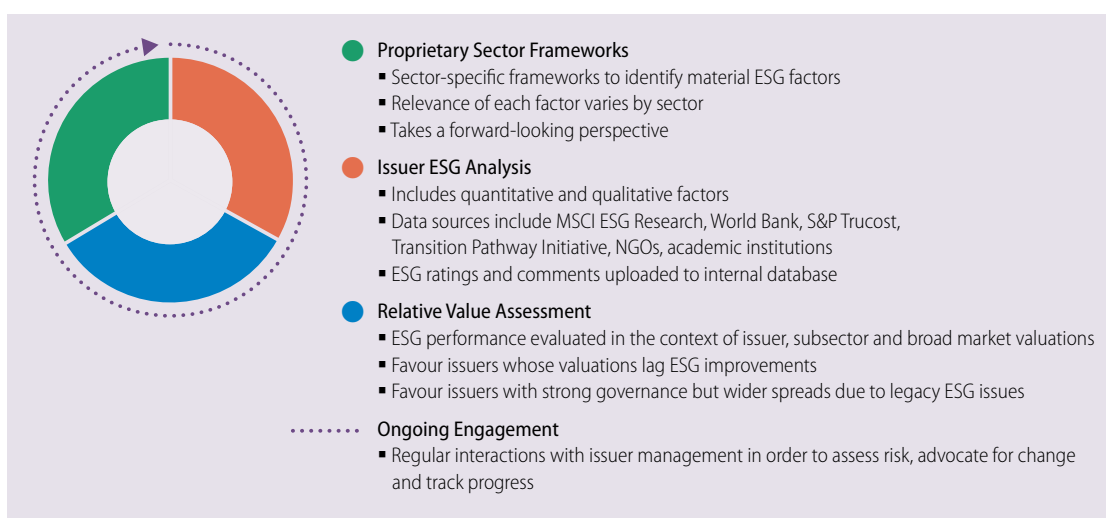 Proprietary Sector Frameworks
▪ Sector-specific frameworks to identify material ESG factors
▪ Relevance of each factor varies by sector
▪ Takes a forward-looking perspective
Issuer ESG Analysis
▪ Includes quantitative and qualitative factors
▪ Data sources include MSCI ESG Research, World Bank, S&P Trucost,
Transition Pathway Initiative, NGOs, academic institutions
▪ ESG ratings and comments uploaded to internal database
Relative Value Assessment
▪ ESG performance evaluated in the context of issuer, subsector and broad market valuations
▪ Favour issuers whose valuations lag ESG improvements
▪ Favour issuers with strong governance but wider spreads due to legacy ESG issues
Ongoing Engagement
▪ Regular interactions with issuer management in order to assess risk, advocate for change
and track progress